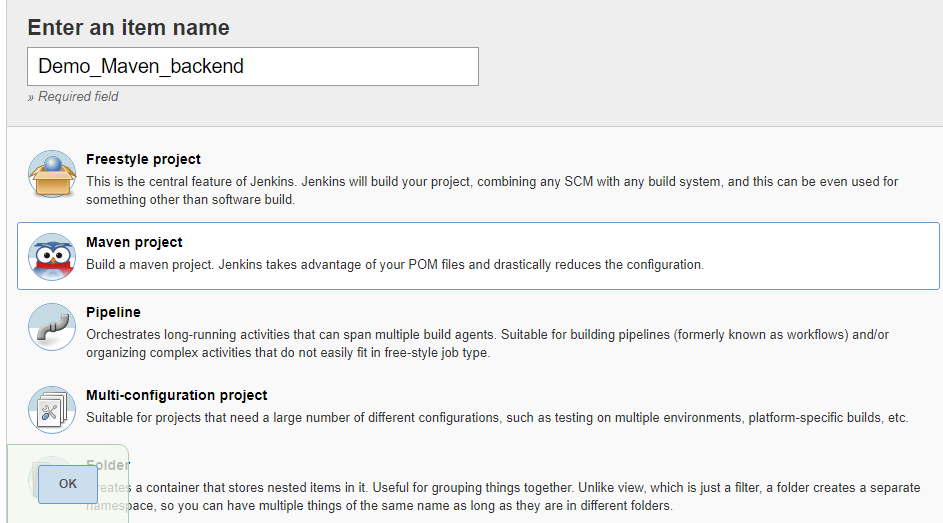 Enter an item name
Demo_Maven_backend
» Required field
Freestyle project
This is the central feature of Jenkins. Jenkins will build your project, combining any SCM with any build system, and this can be even used for
something other than software build.
Maven project
Build a maven project. Jenkins takes advantage of your POM files and drastically reduces the configuration.
Pipeline
Orchestrates long-running activities that can span multiple build agents. Suitable for building pipelines (formerly known as workflows) and/or
organizing complex activities that do not easily fit in free-style job type.
Multi-configuration project
Suitable for projects that need a large number of different configurations, such as testing on multiple environments, platform-specific builds, etc.
Folder
Creates a container that stores nested items in it. Useful for grouping things together. Unlike view, which is just a filter, a folder creates a separate
namespace, so you can have multiple things of the same name as long as they are in different folders.
OK